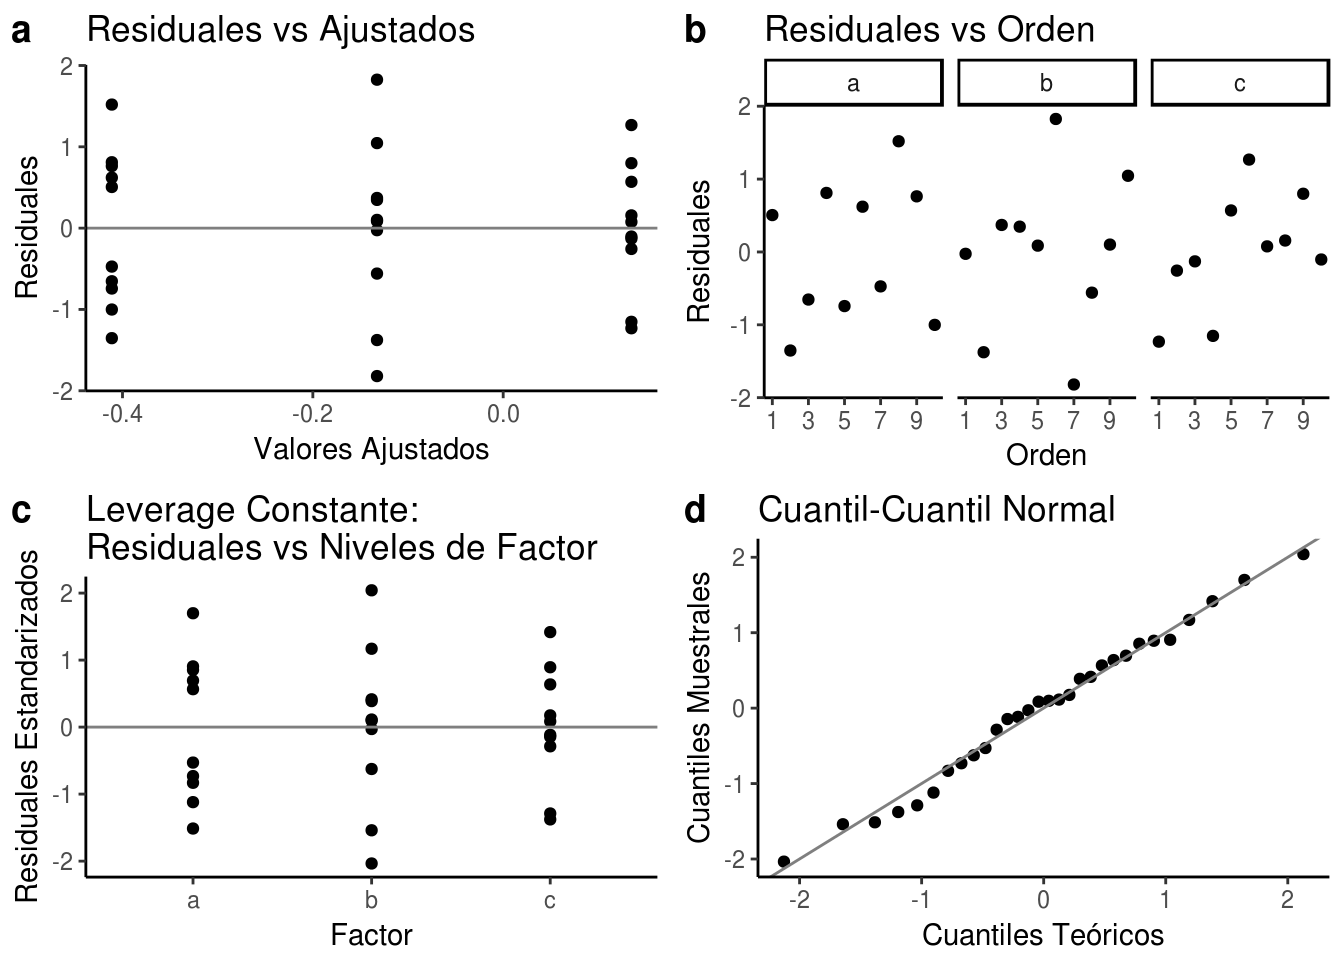 a Residuales vs Ajustados
2
1
0
-1
-2
Residuales
-0.4 -0.2 0.0
Valores Ajustados
b Residuales vs Orden
a b c
2
1
0
-1
-2
Residuales
1 3 5 7 9 1 3 5 7 9 1 3 5 7 9
Orden
c Leverage Constante:
Residuales vs Niveles de Factor
2
1
0
-1
-2
Residuales Estandarizados
a b c
Factor
d Cuantil-Cuantil Normal
2
1
0
-1
-2
Cuantiles Muestrales
-2 -1 0 1 2
Cuantiles Teóricos